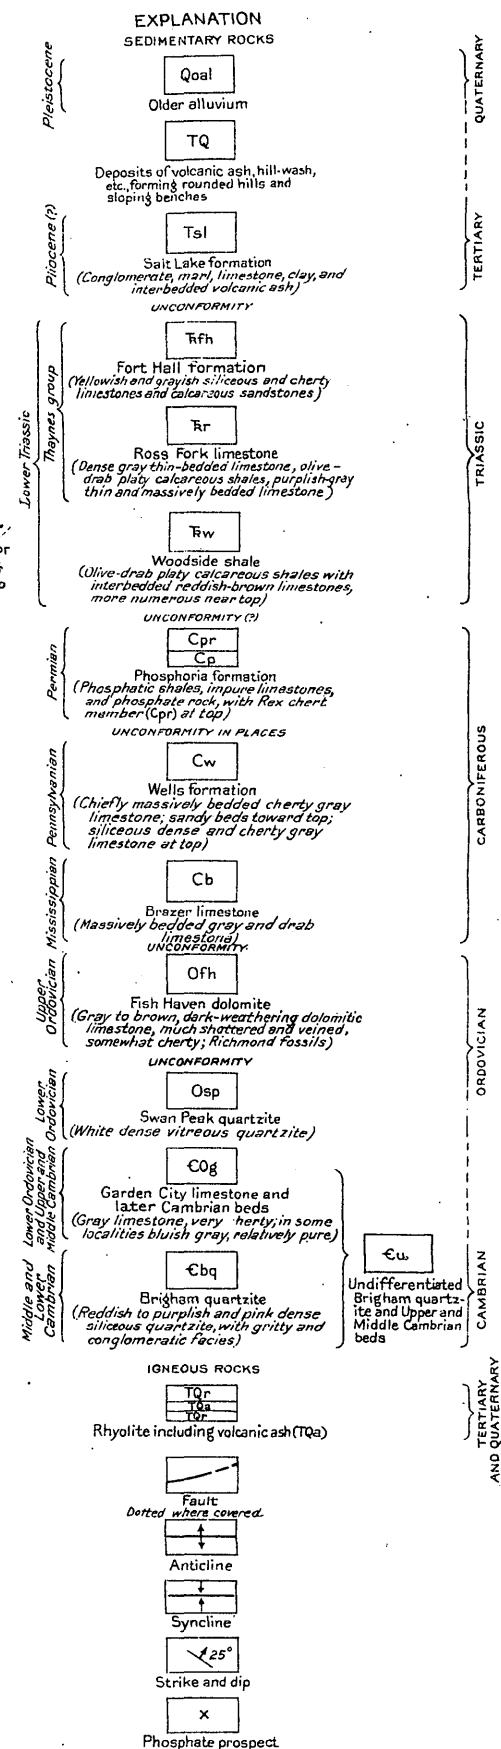 EXPLANATION
SEDIMENTARY ROCKS
Pleistocene
Qoal
Older alluvium
QUATERNARY
TQ
Deposits of volcanic ash, hill-wash,
etc., forming rounded hills and
sloping benches
Pliocene (?)
Tsl
Salt Lake formation
(Conglomerate, marl, limestone, clay, and
interbedded volcanic ash)
TERTIARY
UNCONFORMITY
Lower Triassic
Thaynes group
Ꞧfh
Fort Hall formation
(Yellowish and grayish siliceous and cherty
limestones and calcareous sandstones)
Ꞧr
Ross Fork limestone
(Dense gray thin-bedded limestone, olive-
drab platy calcareous shales, purplish-gray
thin and massively bedded limestone)
TRIASSIC
Ꞧw
Woodside shale
(Olive-drab platy calcareous shales with
interbedded reddish-brown limestones,
more numerous near top)
UNCONFORMITY (?)
Permian
Cpr
Cp
Phosphoria formation
(Phosphatic shales, impure limestones,
and phosphate rock, with Rex chert
member (Cpr) at top)
UNCONFORMITY IN PLACES
Pennsylvanian
Cw
Wells formation
(Chiefly massively bedded cherty gray
limestone; sandy beds toward top;
siliceous dense and cherty gray
limestone at top)
CARBONIFEROUS
Mississippian
Cb
Brazer limestone
(Massively bedded gray and drab
limestone)
UNCONFORMITY
Upper
Ordovician
Ofh
Fish Haven dolomite
(Gray to brown, dark-weathering dolomitic
limestone, much shattered and veined,
somewhat cherty; Richmond fossils)
ORDOVICIAN
UNCONFORMITY
Lower
Ordovician
Osp
Swan Peak quartzite
(White dense vitreous quartzite)
Lower Ordovician
and Upper and
Middle Cambrian
ЄOg
Garden City limestone and
later Cambrian beds
(Gray limestone, very herty; in some
localities bluish gray, relatively pure)
Middle and
Lower
Cambrian
Єbq
Brigham quartzite
(Reddish to purplish and pink dense
siliceous quartzite, with gritty and
conglomeratic facies)
Єu
Undifferentiated
Brigham quartz-
ite and Upper and
Middle Cambrian
beds
CAMBRIAN
IGNEOUS ROCKS
TQr
TQa
TQr
Rhyolite including volcanic ash (TQa)
TERTIARY
AND QUATERNARY
Fault
Dotted where covered
Anticline
Syncline
25°
Strike and dip
x
Phosphate prospect